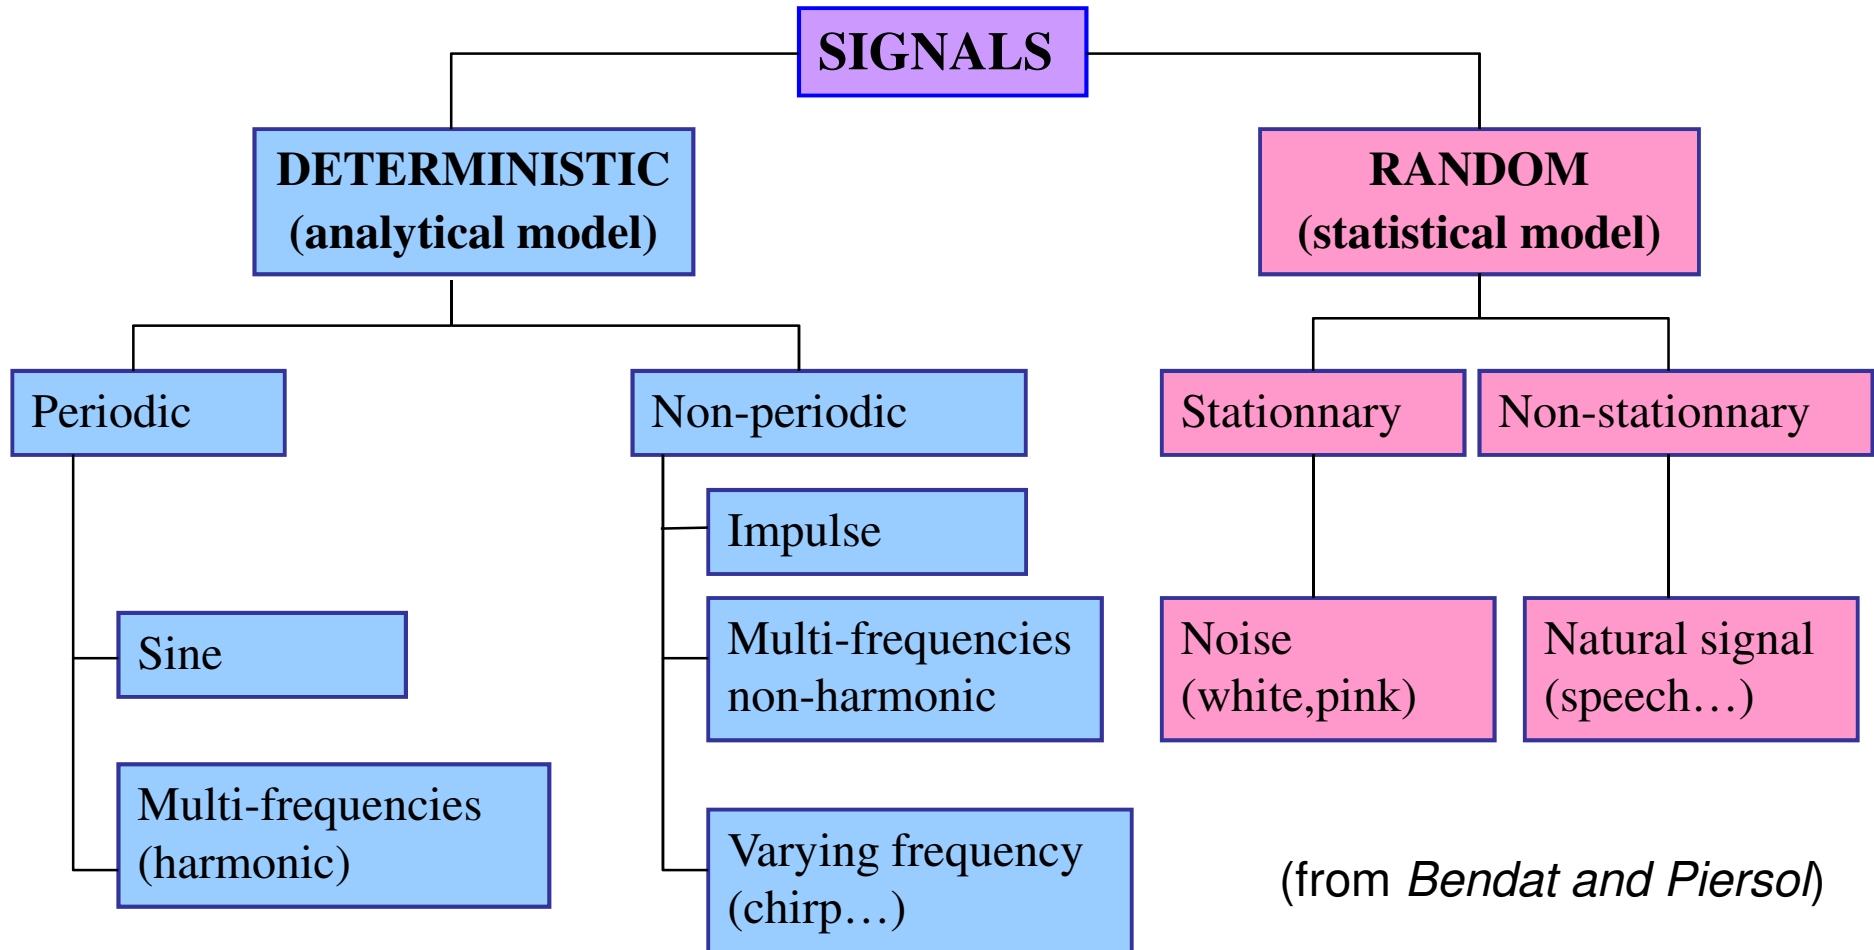 SIGNALS
DETERMINISTIC
(analytical model)
RANDOM
(statistical model)
Periodic
Non-periodic
Stationnary
Non-stationnary
Impulse
Sine
Multi-frequencies
non-harmonic
Noise
(white,pink)
Natural signal
(speech…)
Multi-frequencies
(harmonic)
Varying frequency
(chirp…)
(from Bendat and Piersol)